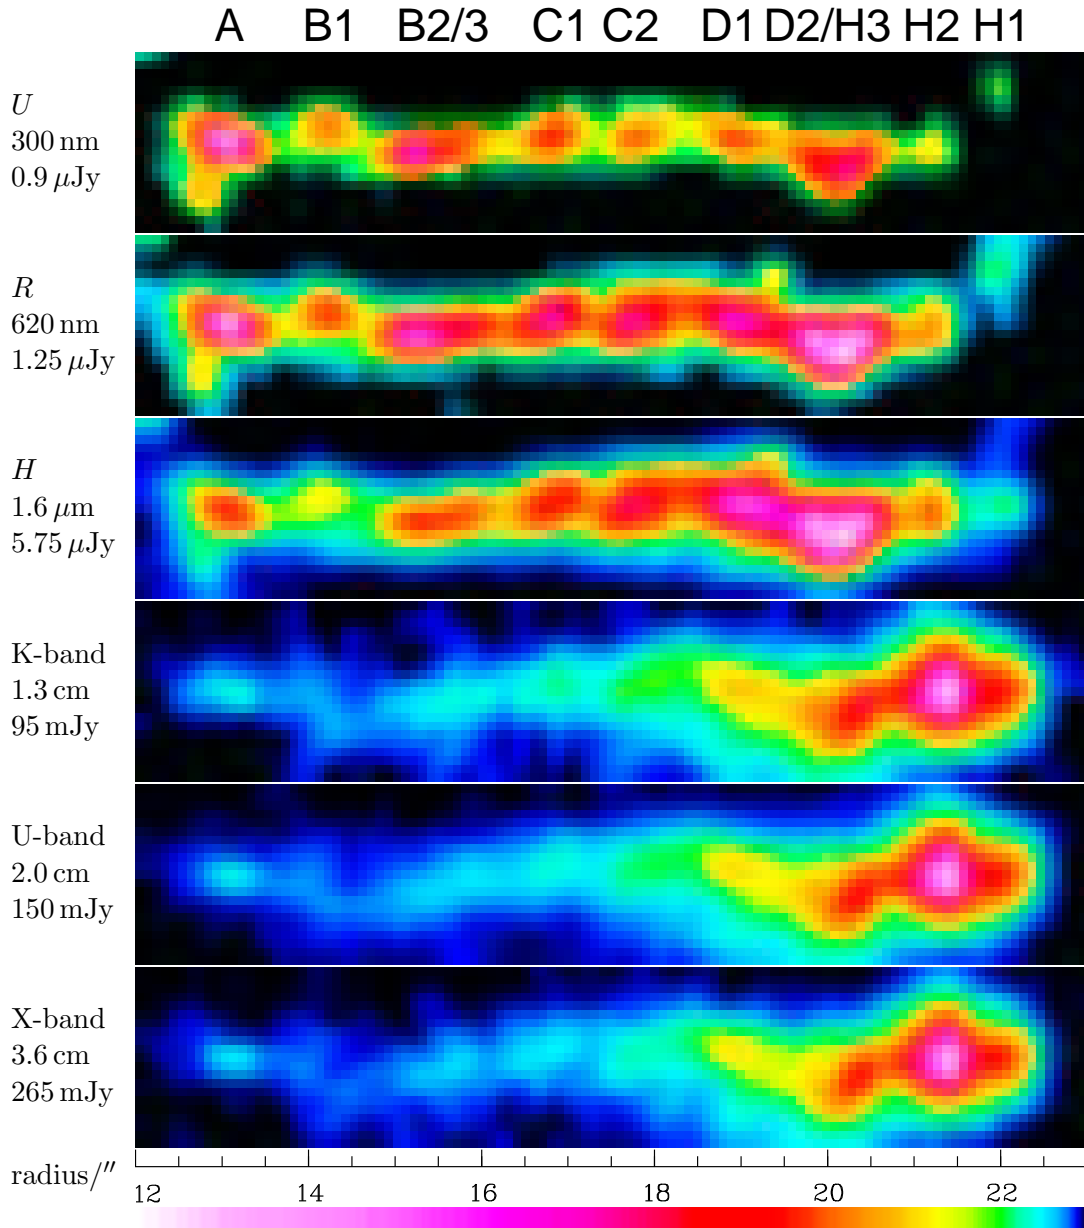 A B1 B2/3 C1 C2 D1 D2/H3 H2 H1
U
300 nm
0.9 μJy
R
620 nm
1.25 μJy
H
1.6 μm
5.75 μJy
K-band
1.3 cm
95 mJy
U-band
2.0 cm
150 mJy
X-band
3.6 cm
265 mJy
radius/″
12 14 16 18 20 22